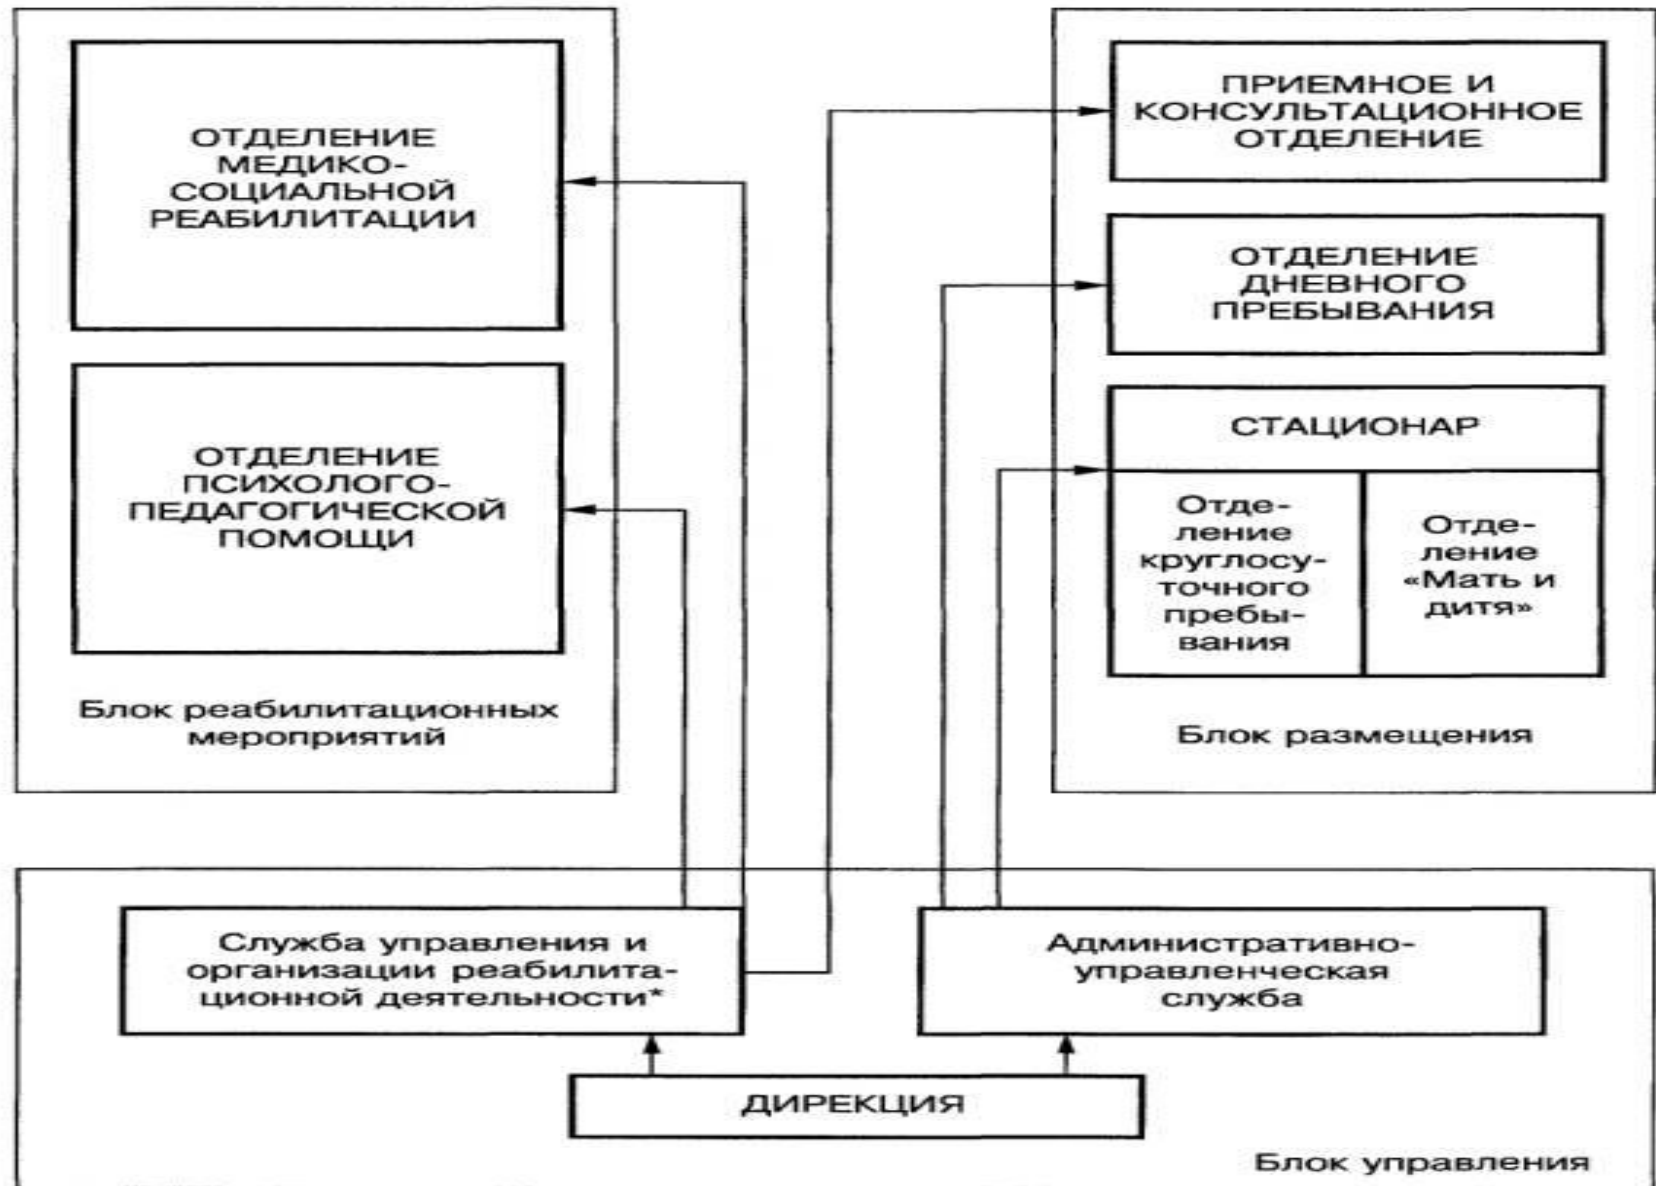 ОТДЕЛЕНИЕ
МЕДИКО-
СОЦИАЛЬНОЙ
РЕАБИЛИТАЦИИ
ОТДЕЛЕНИЕ
ПСИХОЛОГО-
ПЕДАГОГИЧЕСКОЙ
ПОМОЩИ
Блок реабилитационных
мероприятий
ПРИЕМНОЕ И
КОНСУЛЬТАЦИОННОЕ
ОТДЕЛЕНИЕ
ОТДЕЛЕНИЕ
ДНЕВНОГО
ПРЕБЫВАНИЯ
СТАЦИОНАР
Отде-
ление
круглосу-
точного
пребы-
вания
Отде-
ление
«Мать и
дитя»
Блок размещения
Служба управления и
организации реабилита-
ционной деятельности*
Административно-
управленческая
служба
ДИРЕКЦИЯ
Блок управления